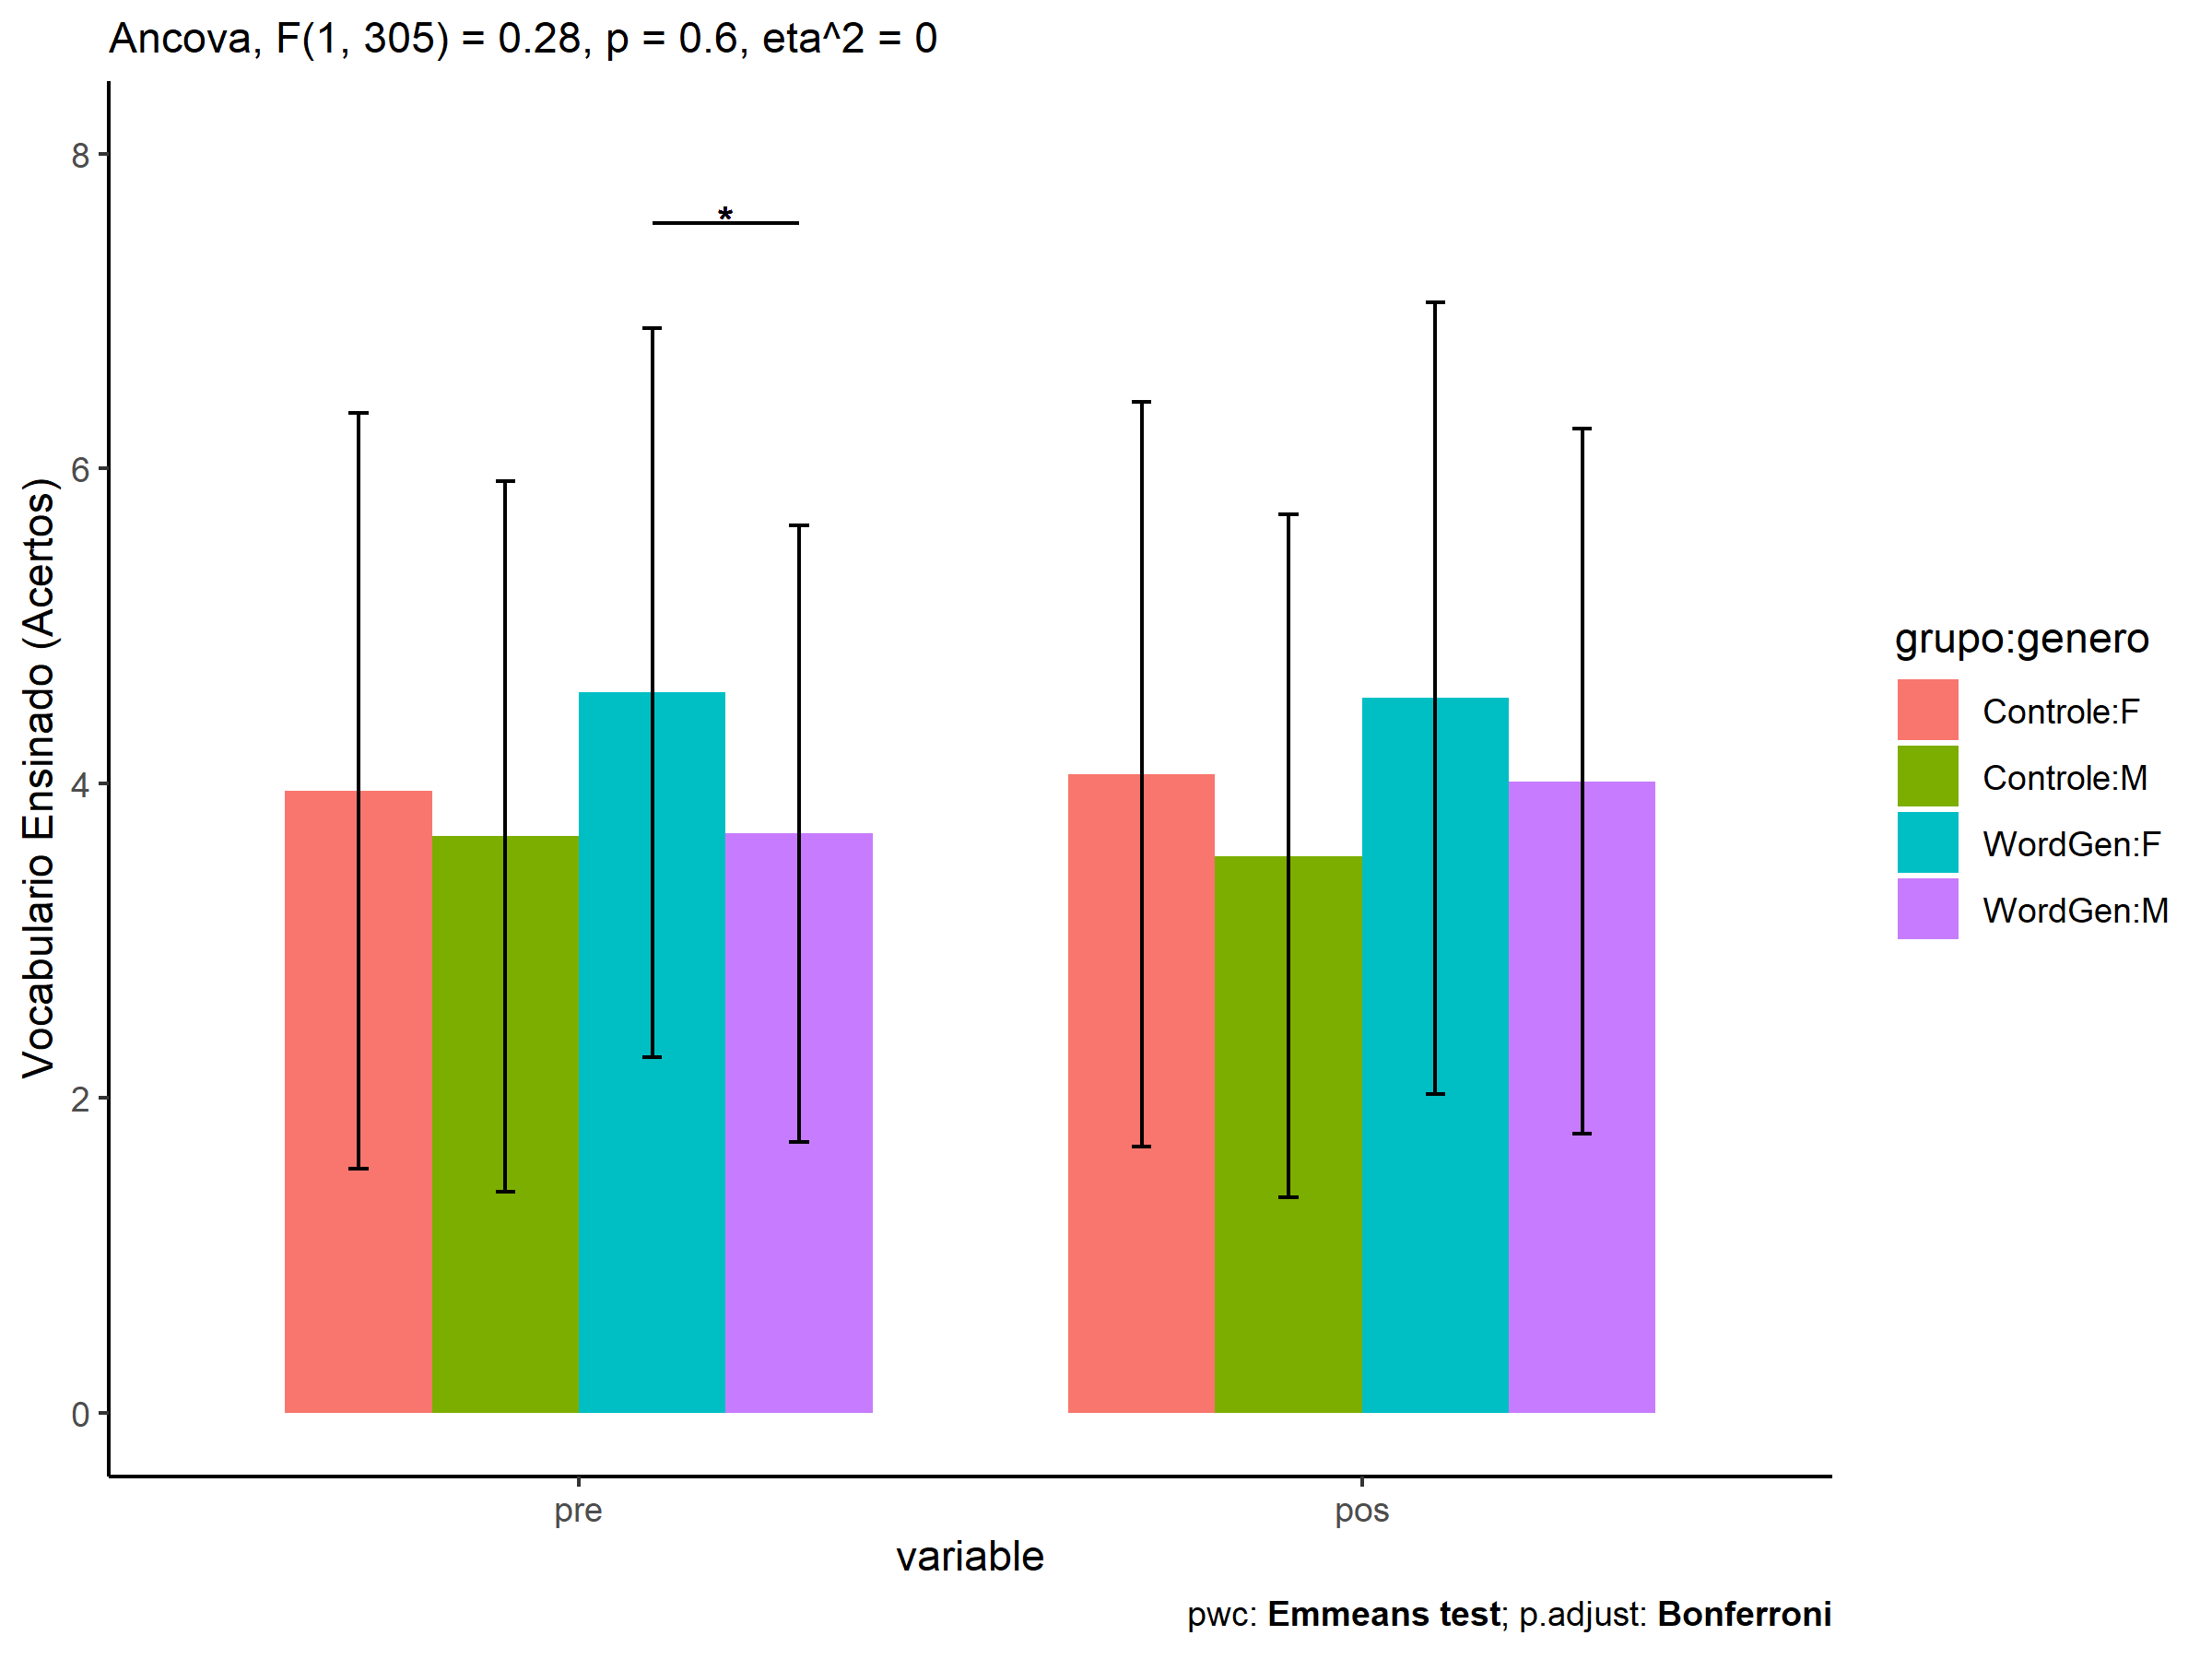 Ancova, F(1, 305) = 0.28, p = 0.6, eta^2 = 0
Vocabulario Ensinado (Acertos)
8
6
4
2
0
*
pre
pos
variable
grupo:genero
Controle:F
Controle:M
WordGen:F
WordGen:M
pwc: Emmeans test; p.adjust: Bonferroni